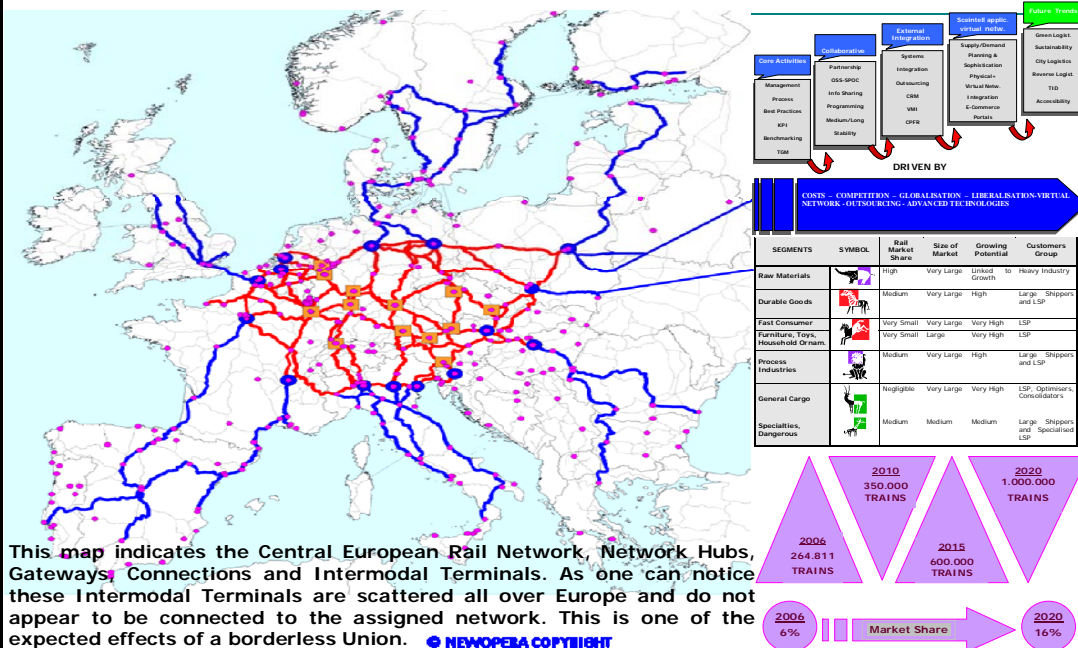 Future Trends
Sceintell applic.
virtual netw.
External
Integration
Collaborative
Core Activities
Management
Process
Best Practices
KPI
Benchmarking
TGM
Partnership
OSS-SPOC
Info Sharing
Programming
Medium/Long
Stability
Systems
Integration
Outsourcing
CRM
VMI
CPFR
Supply/Demand
Planning &
Sophistication
Physical+
Virtual Netw.
Integration
E-Commerce
Portals
Green Logist.
Sustainability
City Logistics
Reverse Logist.
Accessibility
DRIVEN BY
COSTS – COMPETITION – GLOBALISATION – LIBERALISATION-VIRTUAL
NETWORK - OUTSOURCING - ADVANCED TECHNOLOGIES
SEGMENTS SYMBOL Rail Market Share Size of Market Growing Potential Customers Group
Raw Materials High Very Large Linked to Growth Heavy Industry
Durable Goods Medium Very Large High Large Shippers and LSP
Fast Consumer Very Small Very Large Very High LSP
Furniture, Toys, Household Ornam. Very Small Large Very High LSP
Process Industries Medium Very Large High Large Shippers and LSP
General Cargo Negligible Very Large Very High LSP, Optimisers, Consolidators
Specialties, Dangerous Medium Medium Medium Large Shippers and Specialised LSP
2006
264.811
TRAINS
2010
350.000
TRAINS
2015
600.000
TRAINS
2020
1.000.000
TRAINS
2006
6%
Market Share
2020
16%
This map indicates the Central European Rail Network, Network Hubs,
Gateways, Connections and Intermodal Terminals. As one can notice
these Intermodal Terminals are scattered all over Europe and do not
appear to be connected to the assigned network. This is one of the
expected effects of a borderless Union. © NEWOPERA COPYRIGHT